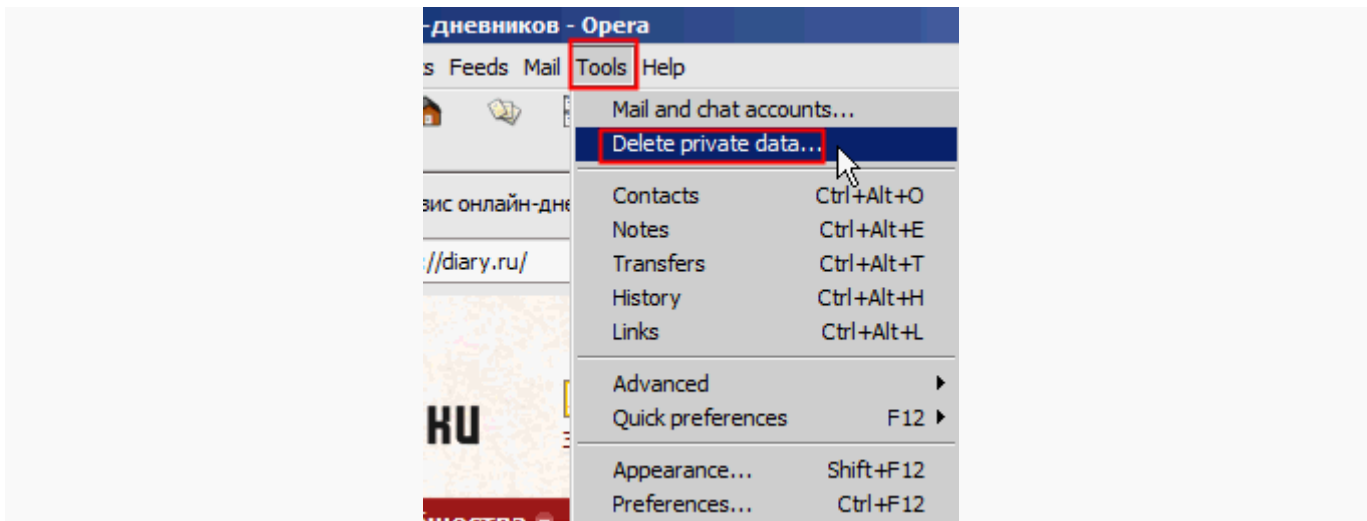 -дневников - Opera
s Feeds Mail Tools Help
Mail and chat accounts...
Delete private data...
вис онлайн-дне
Contacts Ctrl+Alt+O
Notes Ctrl+Alt+E
://diary.ru/
Transfers Ctrl+Alt+T
History Ctrl+Alt+H
Links Ctrl+Alt+L
Advanced
ки
Quick preferences F12
Appearance... Shift+F12
Preferences... Ctrl+F12